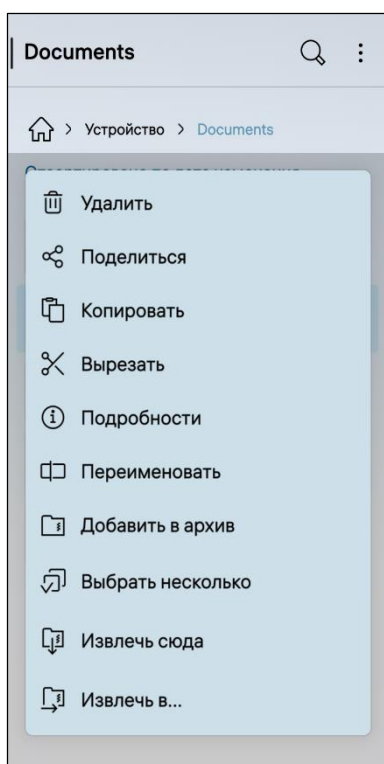 Documents
Устройство > Documents
Удалить
Поделиться
Копировать
Вырезать
Подробности
Переименовать
Добавить в архив
Выбрать несколько
Извлечь сюда
Извлечь в...